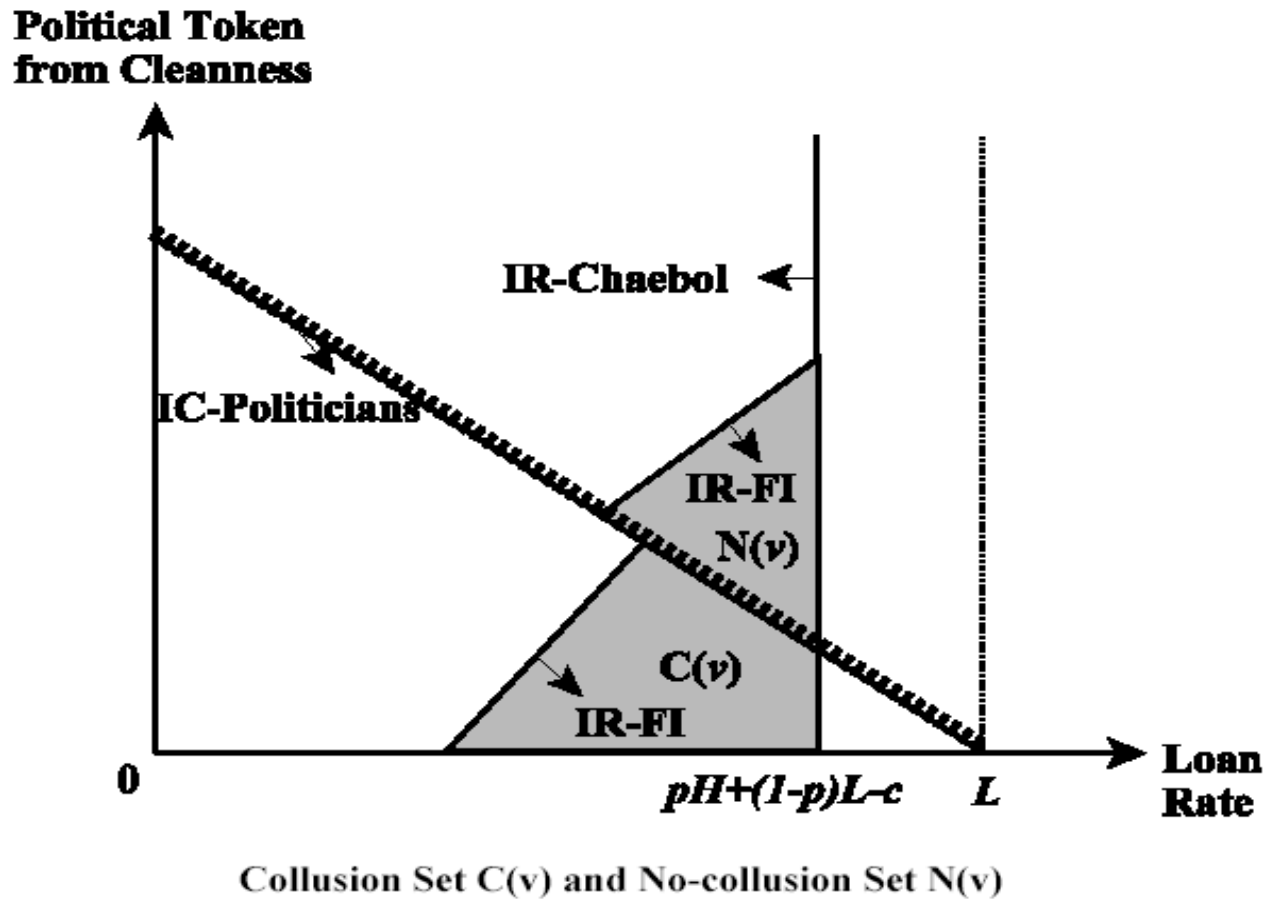 Political Token
from Cleanness
IR-Chaebol
IC-Politicians
IR-FI
N(v)
C(v)
IR-FI
0
pH+(1-p)L-c
L
Loan
Rate
Collusion Set C(v) and No-collusion Set N(v)